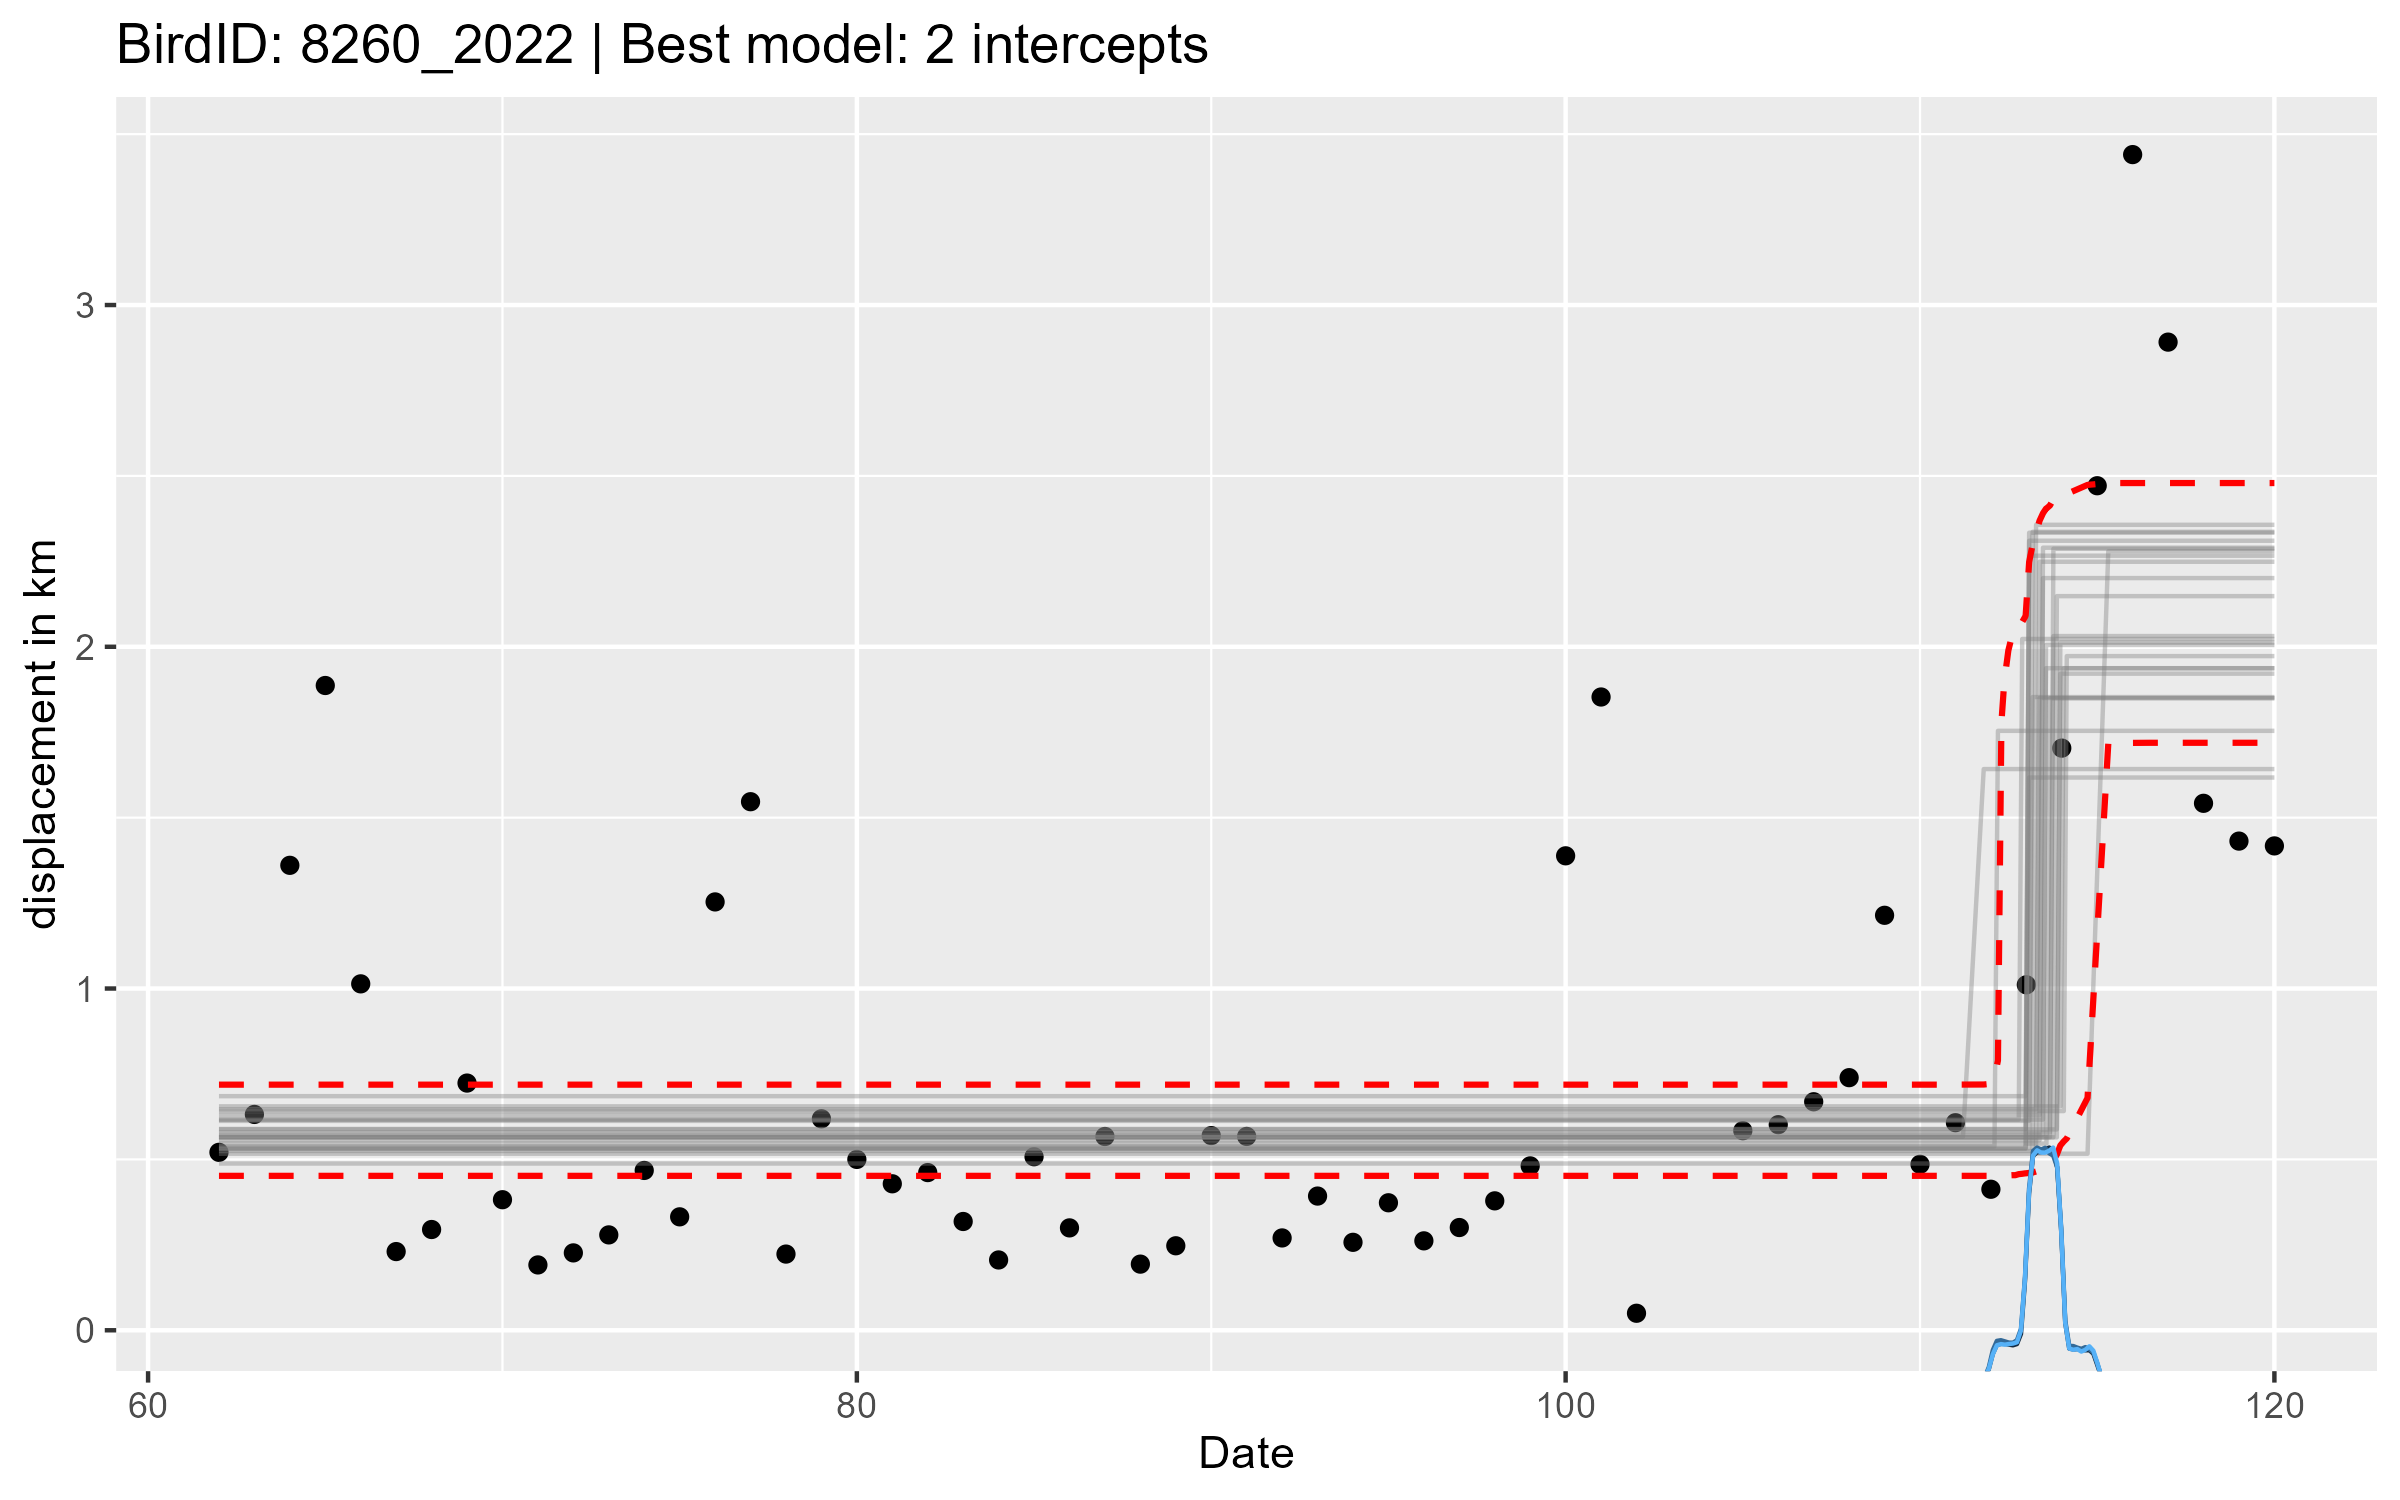 BirdID: 8260_2022 | Best model: 2 intercepts
displacement in km
3
2
1
0
60 80 100 120
Date